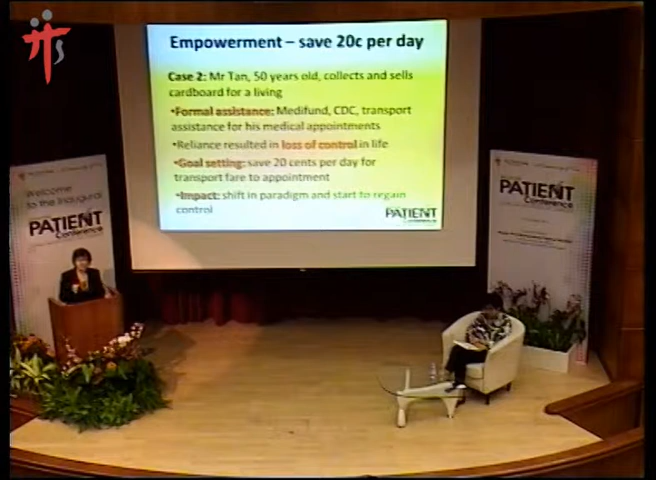 Empowerment – save 20c per day
Case 2: Mr Tan, 50 years old, collects and sells
cardboard for a living
•Formal assistance: Medifund, CDC, transport
assistance for his medical appointments
•Reliance resulted in loss of control in life
•Goal setting: save 20 cents per day for
transport fare to appointment
•Impact: shift in paradigm and start to regain
control
PATIENT
Conference
Welcome
to the Inaugural
PATIENT
Conference
PATIENT
Conference